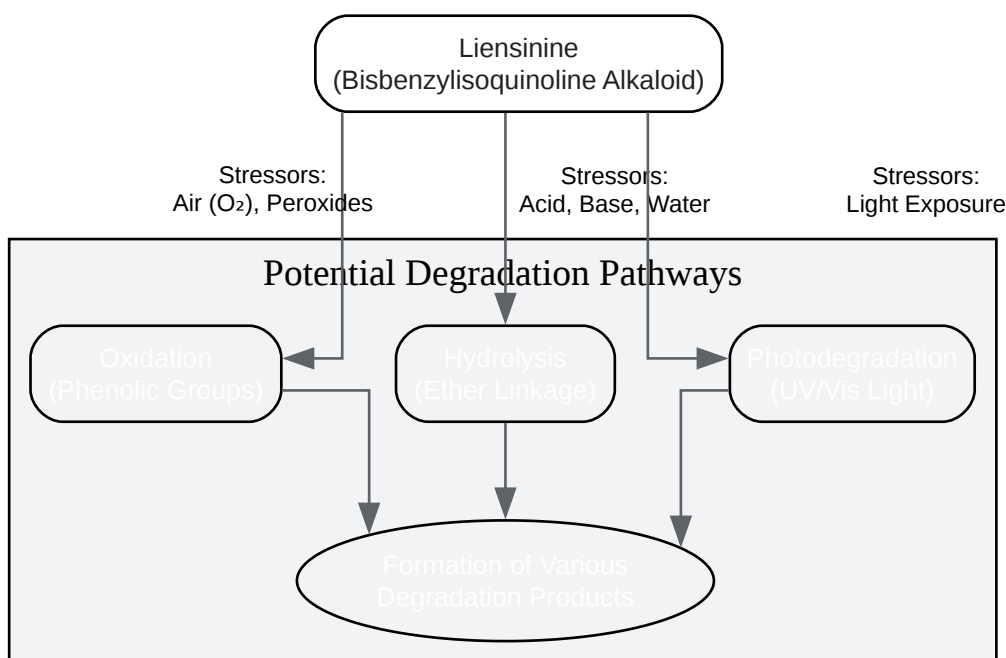 Liensinine
(Bisbenzylisoquinoline Alkaloid)
Stressors:
Air (O₂), Peroxides
Stressors:
Acid, Base, Water
Stressors:
Light Exposure
Potential Degradation Pathways
Oxidation
(Phenolic Groups)
Hydrolysis
(Ether Linkage)
Photodegradation
(UV/Vis Light)
Formation of Various
Degradation Products